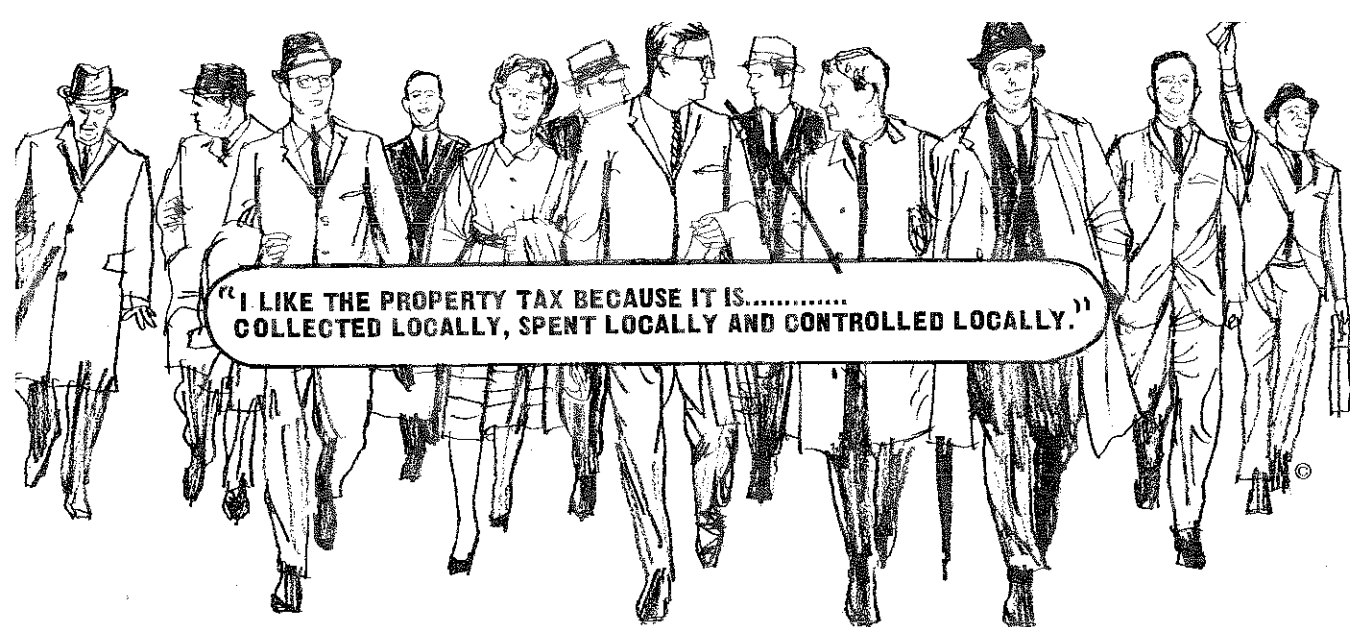 “I LIKE THE PROPERTY TAX BECAUSE IT IS.............
COLLECTED LOCALLY, SPENT LOCALLY AND CONTROLLED LOCALLY.”
©